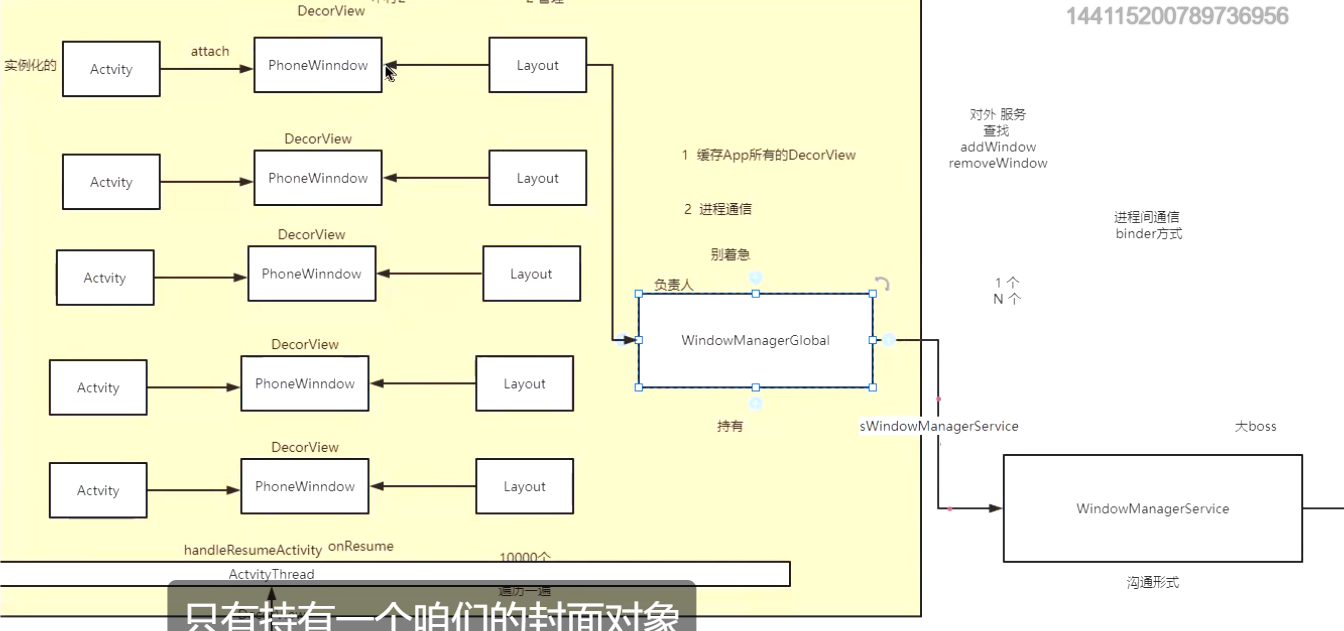 DecorView
144115200789736956
实例化的
Actvity
attach
PhoneWinndow
Layout
对外 服务
查找
addWindow
removeWindow
DecorView
1 缓存App所有的DecorView
Actvity
PhoneWinndow
Layout
2 进程通信
进程间通信
binder方式
DecorView
别着急
Actvity
PhoneWinndow
Layout
负责人
1 个
N 个
WindowManagerGlobal
DecorView
Actvity
PhoneWinndow
Layout
持有
sWindowManagerService
大boss
DecorView
Actvity
PhoneWinndow
Layout
WindowManagerService
handleResumeActivity onResume
10000个
ActvityThread
遍历一遍
沟通形式
只有持有一个咱们的封面对象